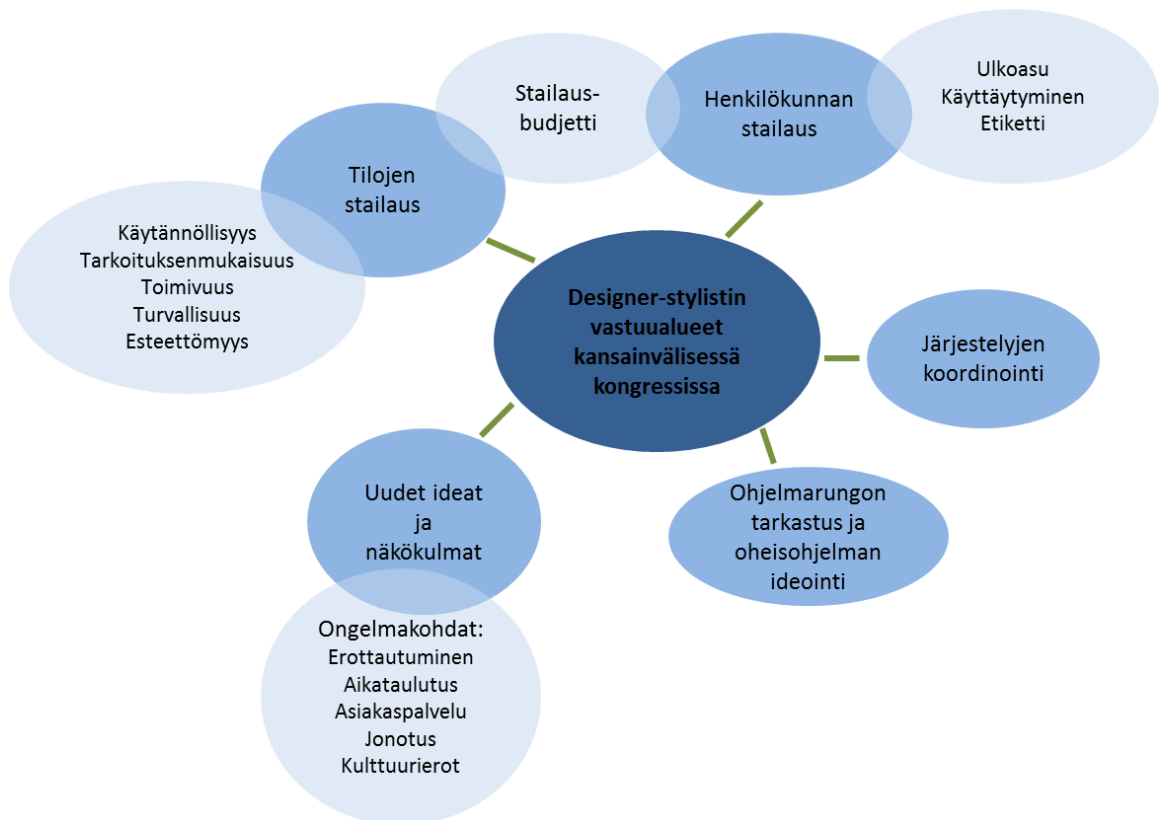 Stailaus-
budjetti
Henkilökunnan
stailaus
Ulkoasu
Käyttäytyminen
Etiketti
Tilojen
stailaus
Käytännöllisyys
Tarkoituksenmukaisuus
Toimivuus
Turvallisuus
Esteettömyys
Designer-stylistin
vastuualueet
kansainvälisessä
kongressissa
Järjestelyjen
koordinointi
Uudet ideat
ja
näkökulmat
Ohjelmarungon
tarkastus ja
oheisohjelman
ideointi
Ongelmakohdat:
Erottautuminen
Aikataulutus
Asiakaspalvelu
Jonotus
Kulttuurierot